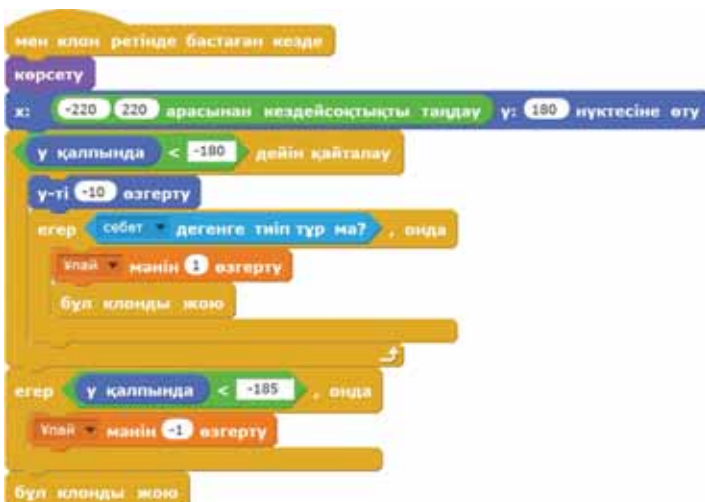 мен клон ретінде бастаған кезде
көрсету
x: -220 220 арасынан кездейсоқтықты таңдау y: 180 нүктесіне өту
y қалпында < -180 дейін қайталау
y-ті -10 өзгерту
егер себет дегенге тиіп тұр ма? , онда
Ұпай мәнін 1 өзгерту
бұл клонды жою
егер y қалпында < -185 , онда
Ұпай мәнін -1 өзгерту
бұл клонды жою